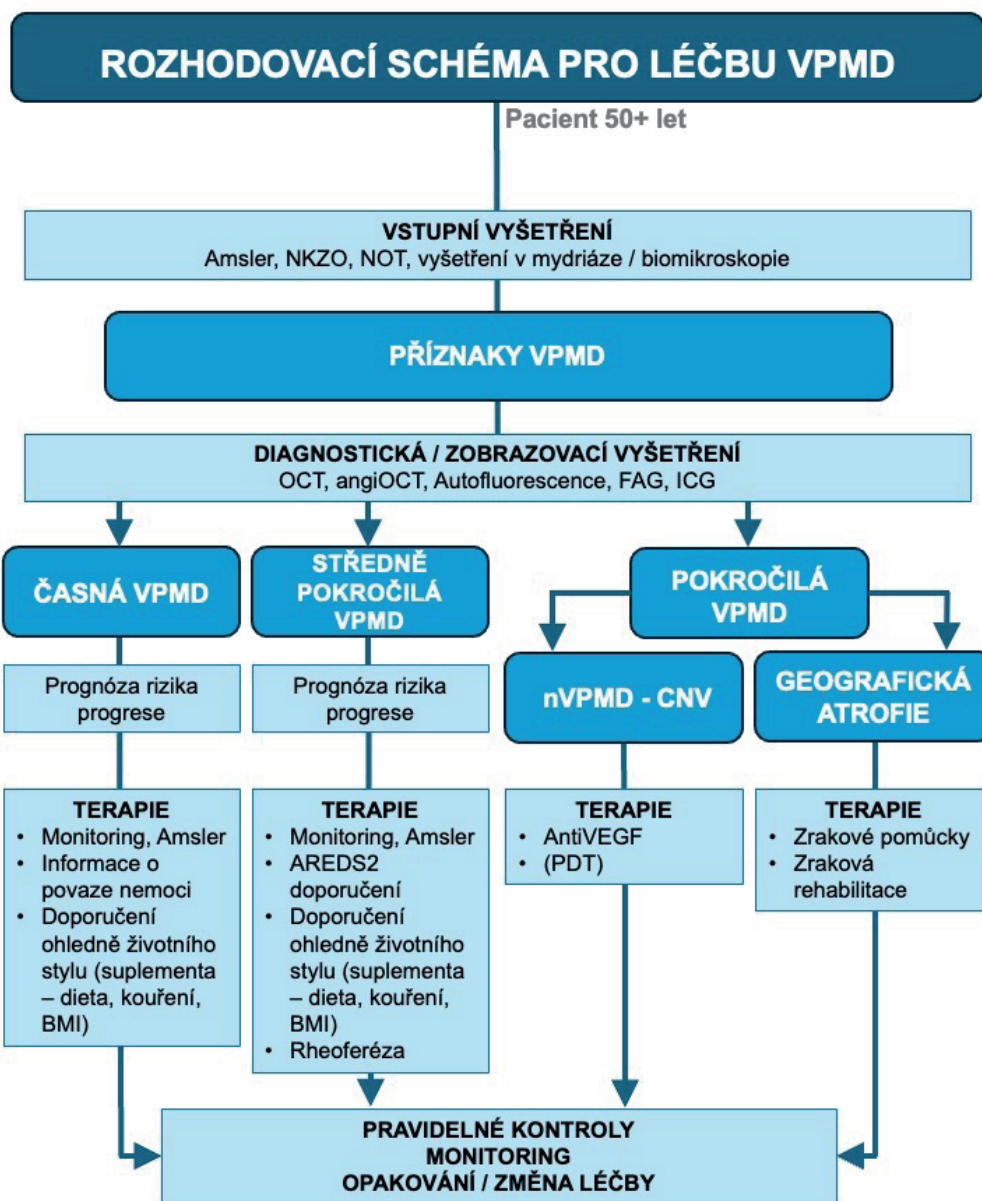 ROZHODOVACÍ SCHÉMA PRO LÉČBU VPMD
Pacient 50+ let
VSTUPNÍ VYŠETŘENÍ
Amsler, NKZO, NOT, vyšetření v mydriáze / biomikroskopie
PŘÍZNAKY VPMD
DIAGNOSTICKÁ / ZOBRAZOVACÍ VYŠETŘENÍ
OCT, angiOCT, Autofluorescence, FAG, ICG
ČASNÁ VPMD
Prognóza rizika
progrese
TERAPIE
• Monitoring, Amsler
• Informace o
povaze nemoci
• Doporučení
ohledně životního
stylu (suplementa
– dieta, kouření,
BMI)
STŘEDNĚ
POKROČILÁ
VPMD
Prognóza rizika
progrese
TERAPIE
• Monitoring, Amsler
• AREDS2
doporučení
• Doporučení
ohledně životního
stylu (suplementa
– dieta, kouření,
BMI)
• Rheoferéza
POKROČILÁ
VPMD
nVPMD - CNV
TERAPIE
• AntiVEGF
• (PDT)
GEOGRAFICKÁ
ATROFIE
TERAPIE
• Zrakové pomůcky
• Zraková
rehabilitace
PRAVIDELNÉ KONTROLY
MONITORING
OPAKOVÁNÍ / ZMĚNA LÉČBY